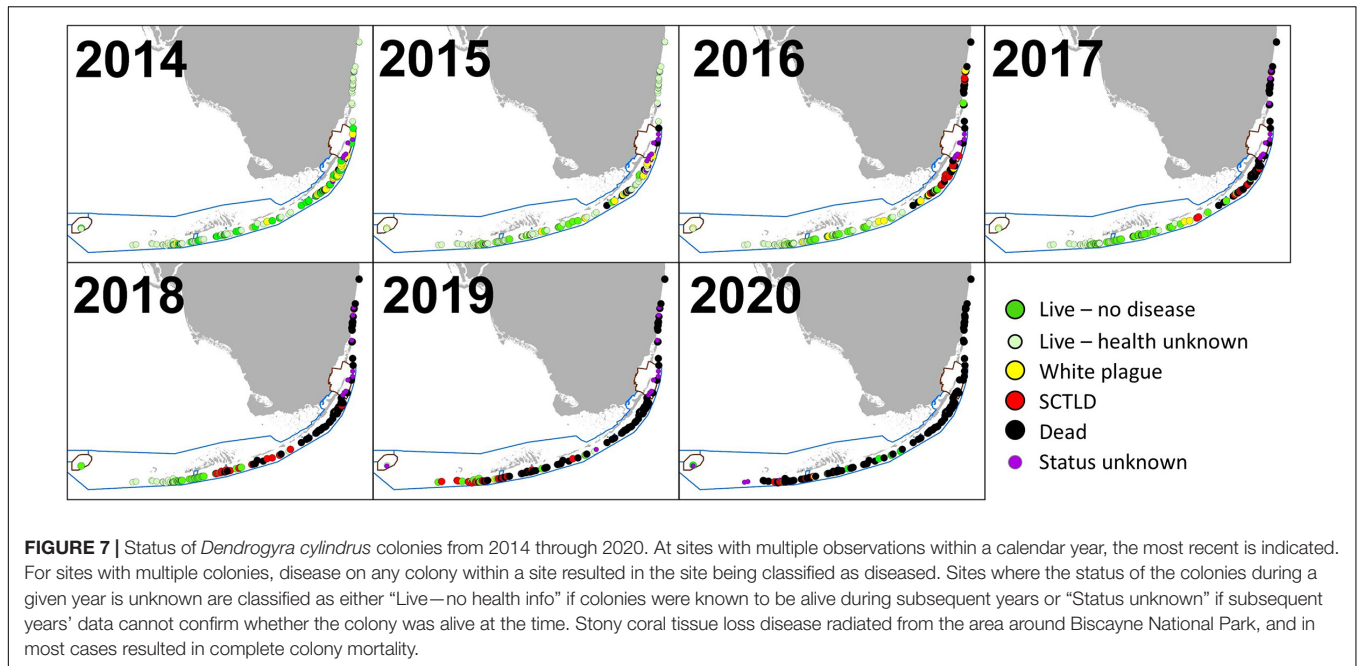 2014
2015
2016
2017
2018
2019
2020
Live – no disease
Live – health unknown
White plague
SCTLD
Dead
Status unknown
FIGURE 7 | Status of Dendrogyra cylindrus colonies from 2014 through 2020. At sites with multiple observations within a calendar year, the most recent is indicated.
For sites with multiple colonies, disease on any colony within a site resulted in the site being classified as diseased. Sites where the status of the colonies during a
given year is unknown are classified as either “Live—no health info” if colonies were known to be alive during subsequent years or “Status unknown” if subsequent
years’ data cannot confirm whether the colony was alive at the time. Stony coral tissue loss disease radiated from the area around Biscayne National Park, and in
most cases resulted in complete colony mortality.